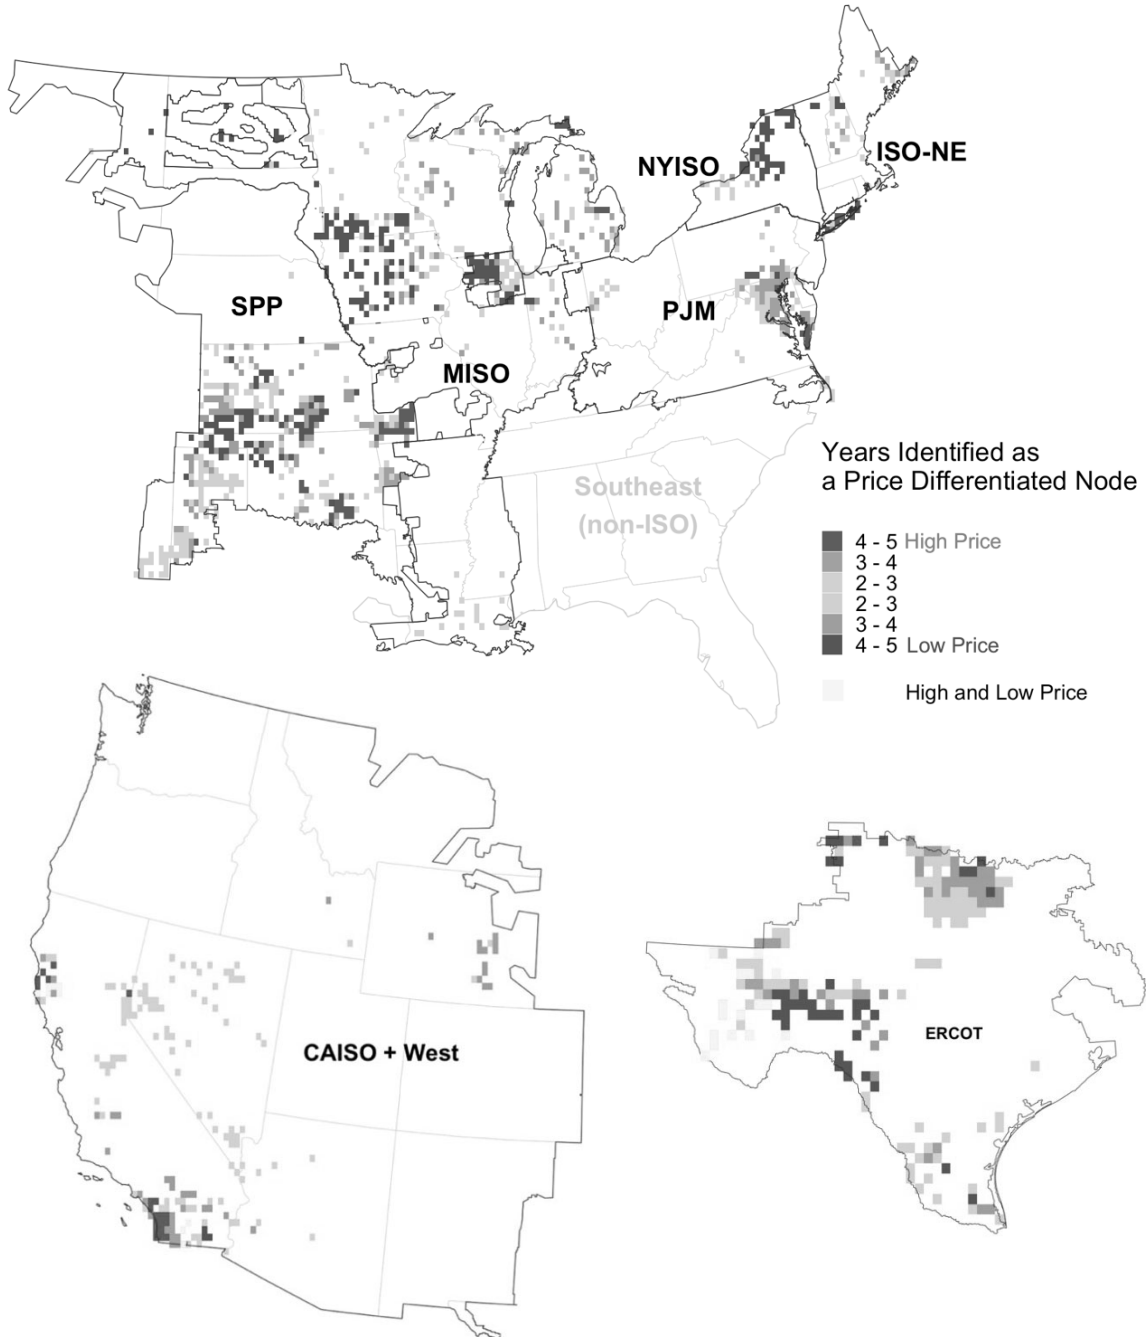 NYISO
ISO-NE
SPP
PJM
MISO
Southeast
(non-ISO)
Years Identified as
a Price Differentiated Node
4 - 5 High Price
3 - 4
2 - 3
2 - 3
3 - 4
4 - 5 Low Price
High and Low Price
CAISO + West
ERCOT